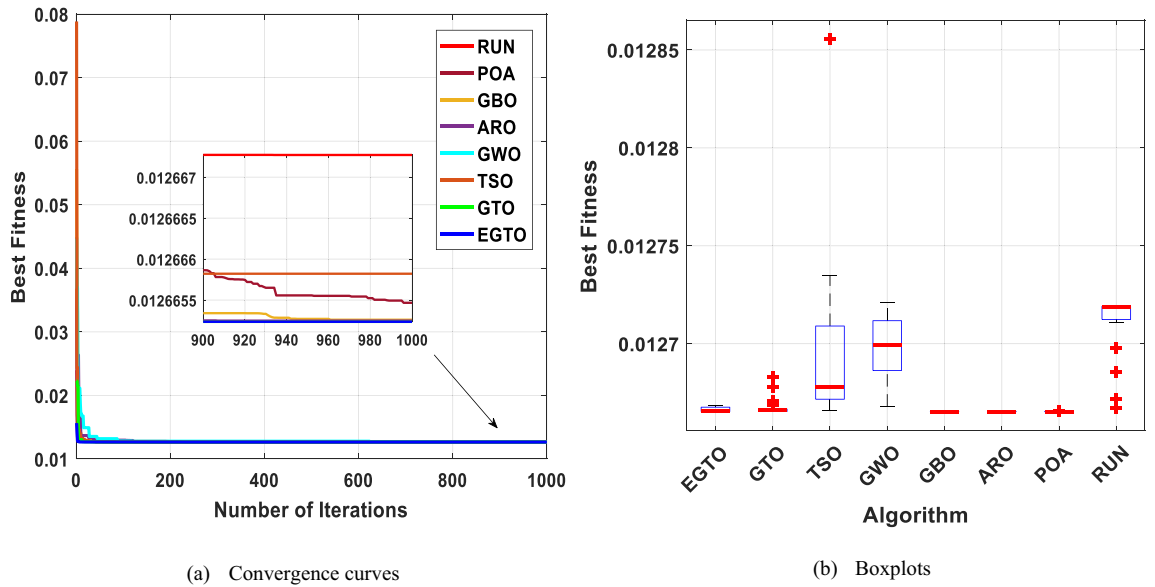 0.08
0.07
0.06
0.05
0.04
0.03
0.02
0.01
Best Fitness
0 200 400 600 800 1000
Number of Iterations
RUN
POA
GBO
ARO
GWO
TSO
GTO
EGTO
0.012667
0.0126665
0.012666
0.0126655
900 920 940 960 980 1000
(a) Convergence curves
0.01285
0.0128
0.01275
0.0127
Best Fitness
EGTO GTO TSO GWO GBO ARO POA RUN
Algorithm
(b) Boxplots